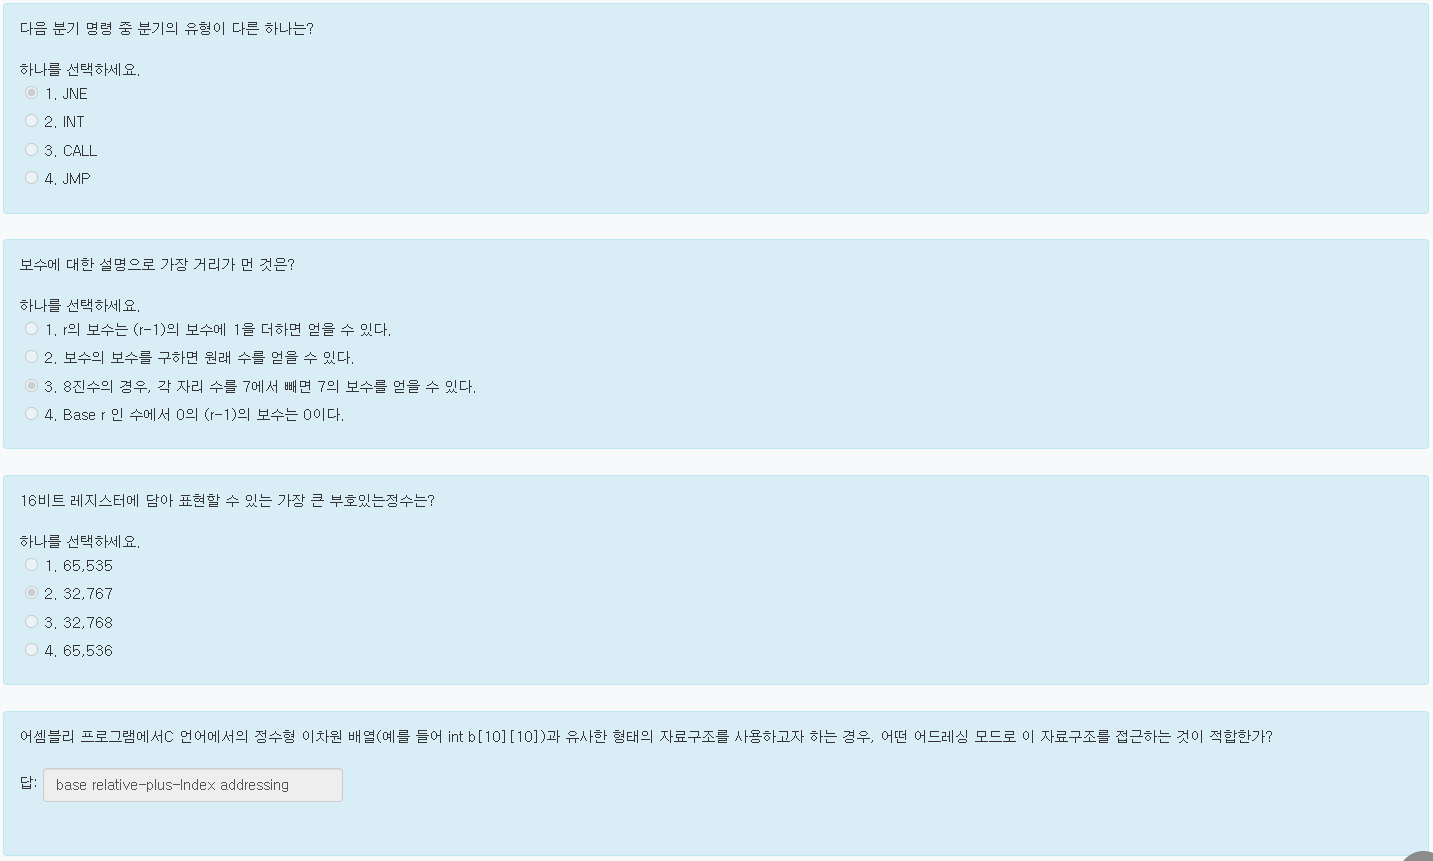 다음 분기 명령 중 분기의 유형이 다른 하나는?
하나를 선택하세요.
1. JNE
2. INT
3. CALL
4. JMP
보수에 대한 설명으로 가장 거리가 먼 것은?
하나를 선택하세요.
1. r의 보수는 (r-1)의 보수에 1을 더하면 얻을 수 있다.
2. 보수의 보수를 구하면 원래 수를 얻을 수 있다.
3. 8진수의 경우, 각 자리 수를 7에서 빼면 7의 보수를 얻을 수 있다.
4. Base r 인 수에서 0의 (r-1)의 보수는 0이다.
16비트 레지스터에 담아 표현할 수 있는 가장 큰 부호있는정수는?
하나를 선택하세요.
1. 65,535
2. 32,767
3. 32,768
4. 65,536
어셈블리 프로그램에서C 언어에서의 정수형 이차원 배열(예를 들어 int b[10][10])과 유사한 형태의 자료구조를 사용하고자 하는 경우, 어떤 어드레싱 모드로 이 자료구조를 접근하는 것이 적합한가?
답: base relative-plus-Index addressing